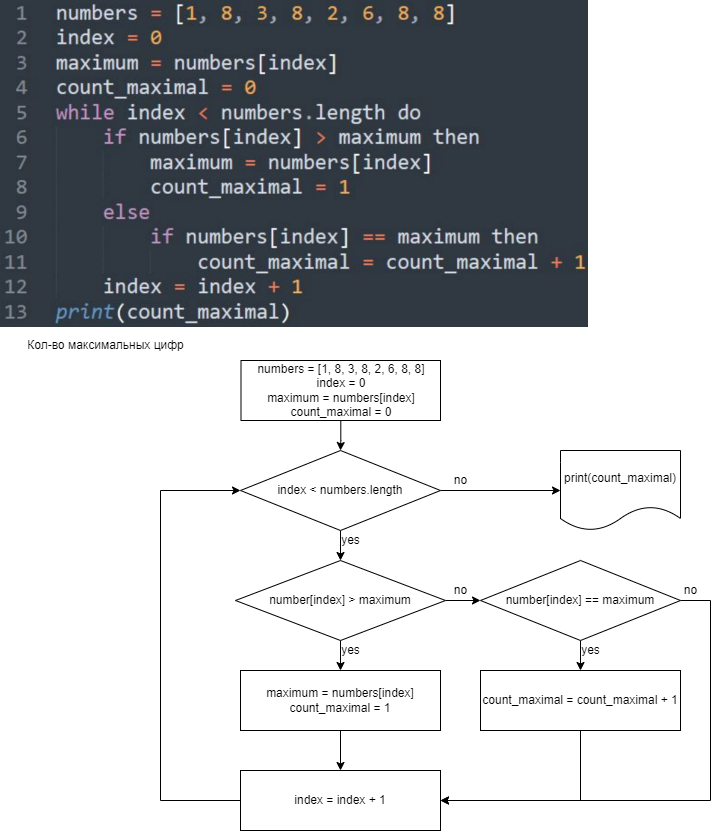 1 numbers = [1, 8, 3, 8, 2, 6, 8, 8]
2 index = 0
3 maximum = numbers[index]
4 count_maximal = 0
5 while index < numbers.length do
6 if numbers[index] > maximum then
7 maximum = numbers[index]
8 count_maximal = 1
9 else
10 if numbers[index] == maximum then
11 count_maximal = count_maximal + 1
12 index = index + 1
13 print(count_maximal)
Кол-во максимальных цифр
numbers = [1, 8, 3, 8, 2, 6, 8, 8]
index = 0
maximum = numbers[index]
count_maximal = 0
index < numbers.length
no
print(count_maximal)
yes
number[index] > maximum
no
number[index] == maximum
no
yes
yes
maximum = numbers[index]
count_maximal = 1
count_maximal = count_maximal + 1
index = index + 1